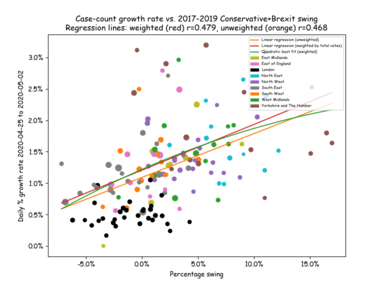 Case-count growth rate vs. 2017-2019 Conservative+Brexit swing
Regression lines: weighted (red) r=0.479, unweighted (orange) r=0.468
Linear regression (unweighted)
Linear regression (weighted by total votes)
Quadratic best fit (weighted)
East Midlands
East of England
London
North East
North West
South East
South West
West Midlands
Yorkshire and The Humber
Daily % growth rate 2020-04-25 to 2020-05-02
3.0%
2.5%
2.0%
1.5%
1.0%
0.5%
0.0%
-5.0%
0.0%
5.0%
10.0%
15.0%
Percentage swing